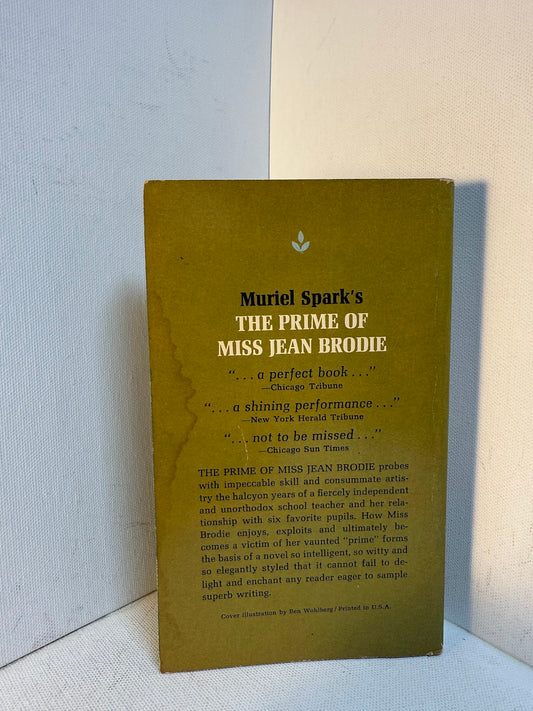 Muriel Spark's
THE PRIME OF
MISS JEAN BRODIE
“. . . a perfect book . . .”
—Chicago Tribune
“. . . a shining performance . . .”
—New York Herald Tribune
“. . . not to be missed . . .”
—Chicago Sun Times
THE PRIME OF MISS JEAN BRODIE probes
with impeccable skill and consummate artis-
try the halcyon years of a fiercely independent
and unorthodox school teacher and her rela-
tionship with six favorite pupils. How Miss
Brodie enjoys, exploits and ultimately be-
comes a victim of her vaunted “prime” forms
the basis of a novel so intelligent, so witty and
so elegantly styled that it cannot fail to de-
light and enchant any reader eager to sample
superb writing.
Cover illustration by Ben Wohlberg/Printed to U.S.A.